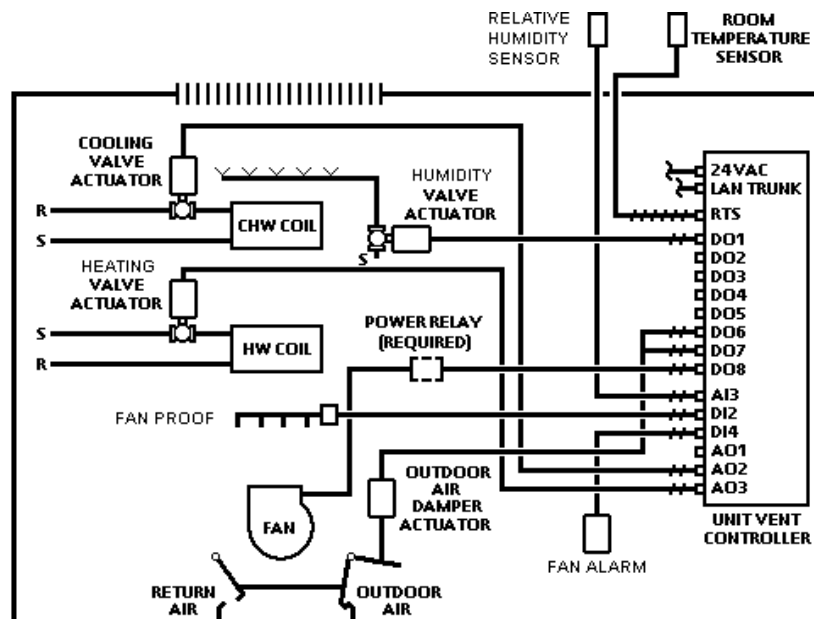 RELATIVE
HUMIDITY
SENSOR
ROOM
TEMPERATURE
SENSOR
COOLING
VALVE
ACTUATOR
HUMIDITY
VALVE
ACTUATOR
R
S
CHW COIL
S
HEATING
VALVE
ACTUATOR
S
R
HW COIL
POWER RELAY
(REQUIRED)
FAN PROOF
FAN
OUTDOOR
AIR
DAMPER
ACTUATOR
RETURN
AIR
OUTDOOR
AIR
FAN ALARM
24VAC
LAN TRUNK
RTS
DO1
DO2
DO3
DO4
DO5
DO6
DO7
DO8
AI3
DI2
DI4
AO1
AO2
AO3
UNIT VENT
CONTROLLER